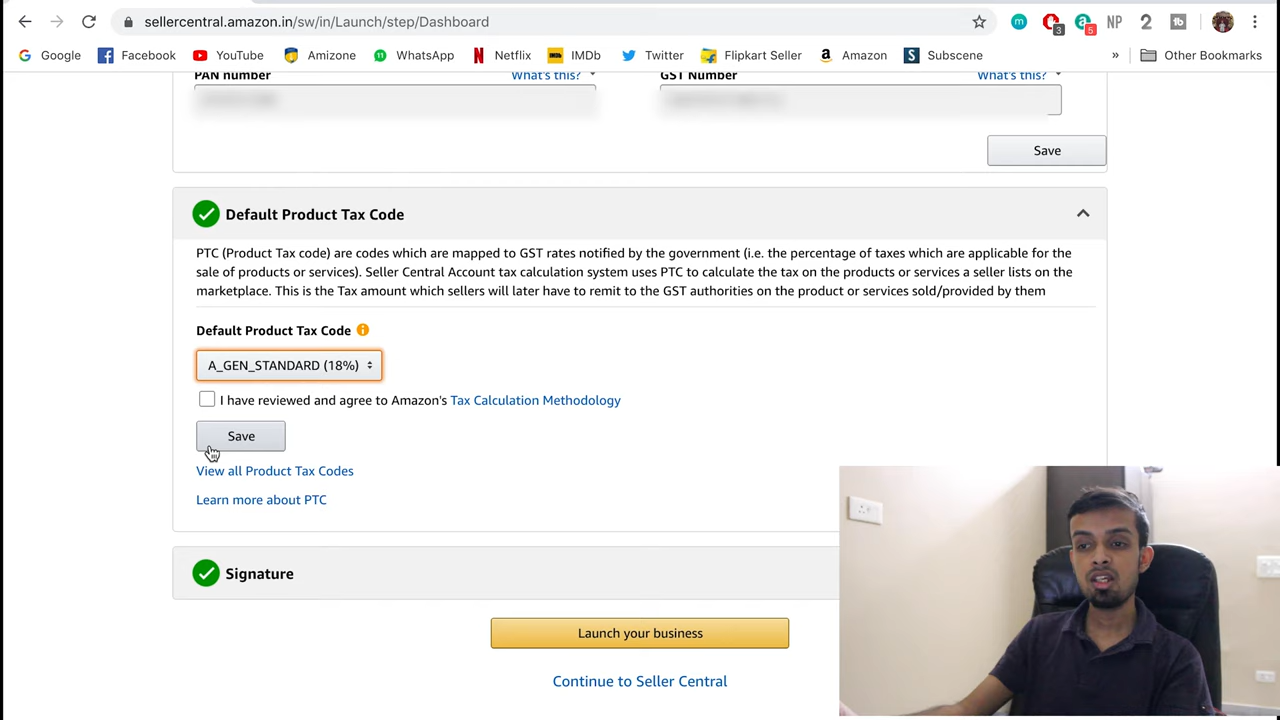 sellercentral.amazon.in/sw/in/Launch/step/Dashboard
m 3 a 5 NP 2 tb
G Google f Facebook YouTube Amizone WhatsApp N Netflix IMDb IMDb Twitter Flipkart Seller a Amazon S Subscene » Other Bookmarks
PAN number What's this? GST Number What's this?
Save
Default Product Tax Code
PTC (Product Tax code) are codes which are mapped to GST rates notified by the government (i.e. the percentage of taxes which are applicable for the
sale of products or services). Seller Central Account tax calculation system uses PTC to calculate the tax on the products or services a seller lists on the
marketplace. This is the Tax amount which sellers will later have to remit to the GST authorities on the product or services sold/provided by them
Default Product Tax Code
A_GEN_STANDARD (18%)
I have reviewed and agree to Amazon's Tax Calculation Methodology
Save
View all Product Tax Codes
Learn more about PTC
Signature
Launch your business
Continue to Seller Central